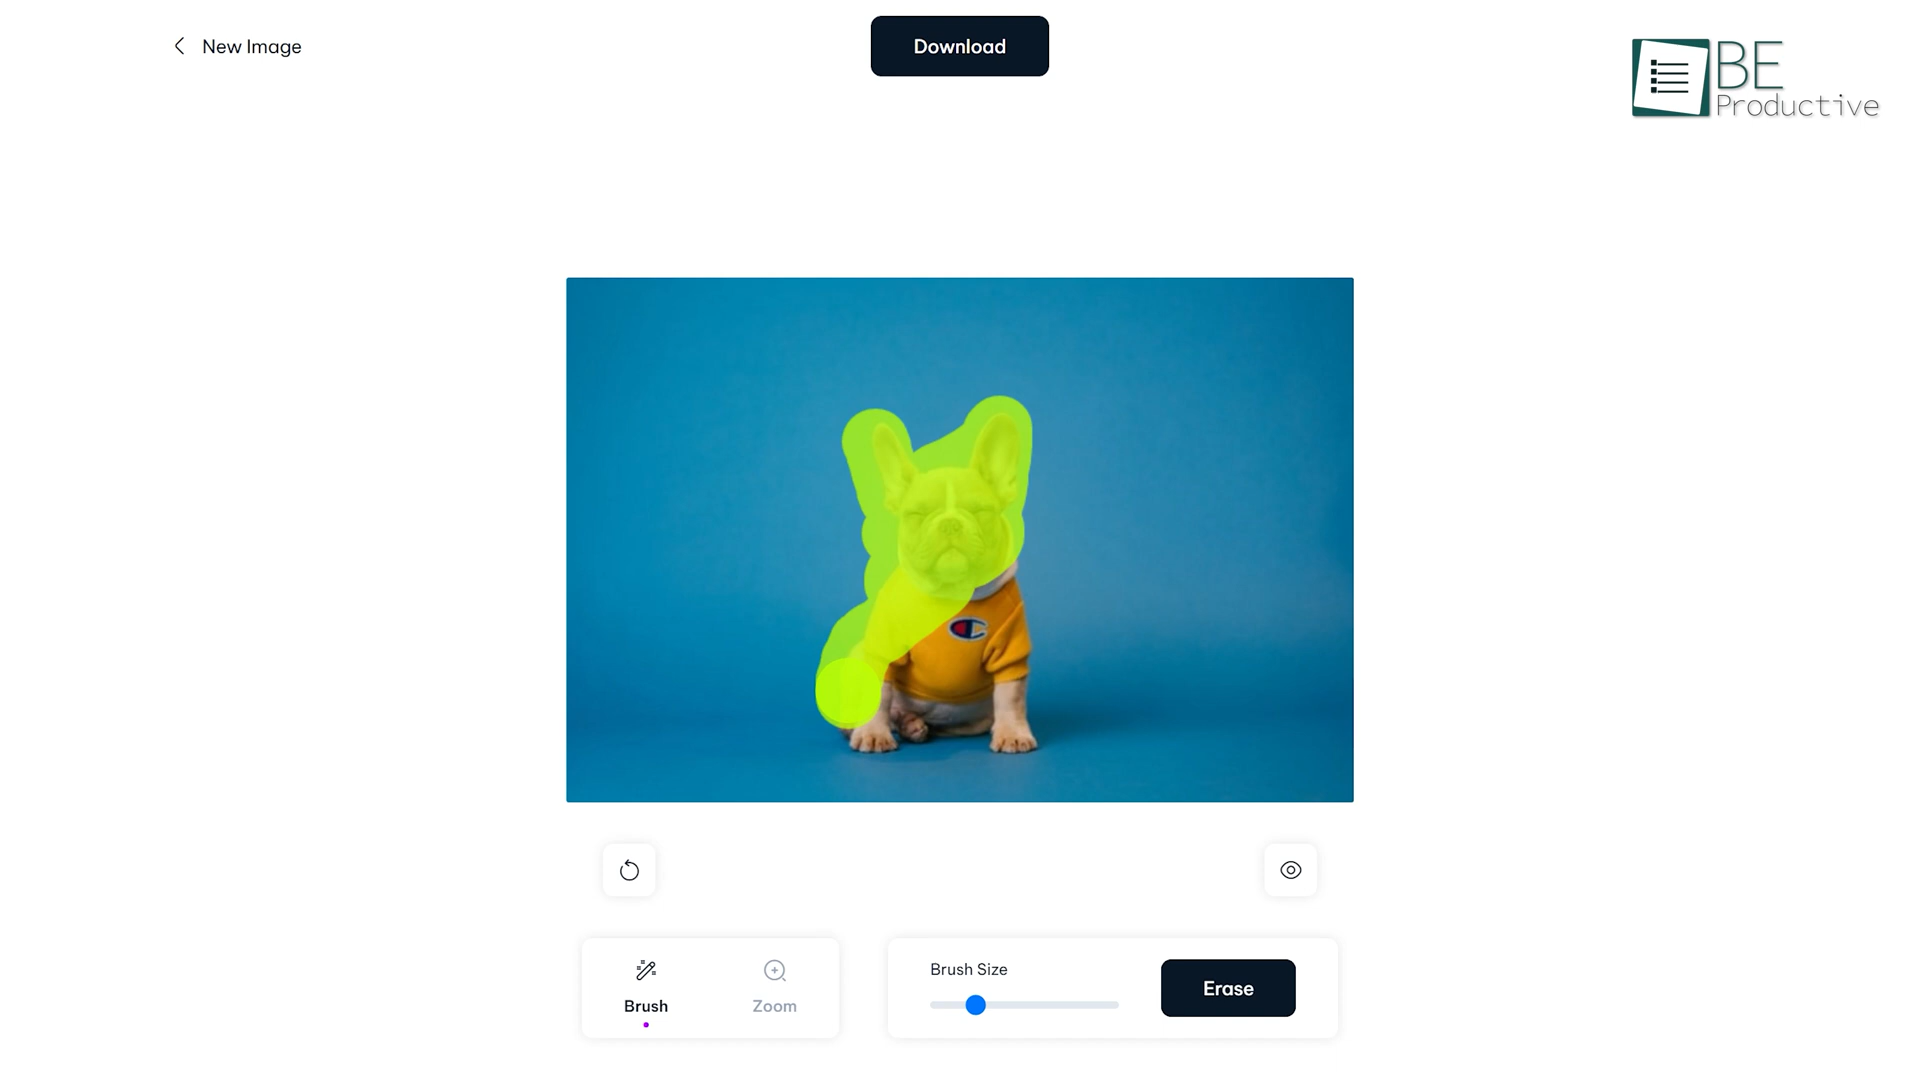 New Image
Download
BE
Productive
C
Brush
Zoom
Brush Size
Erase